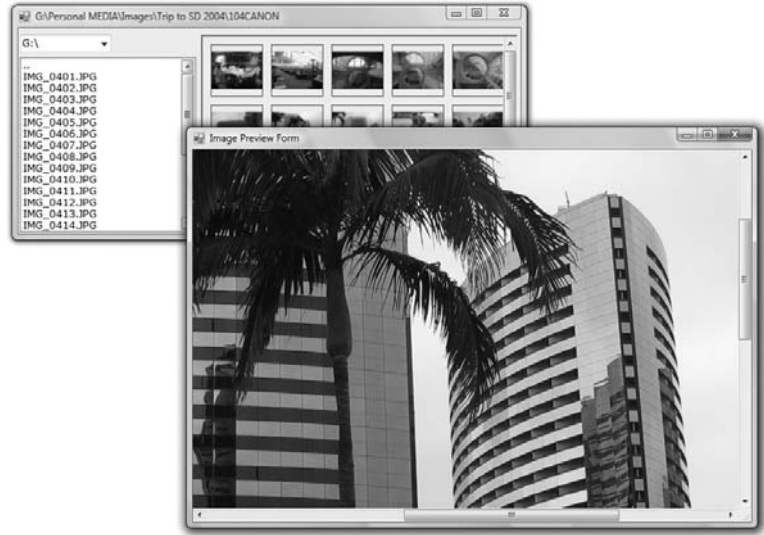 G:\Personal MEDIA\Images\Trip to SD 2004\104CANON
G:\
..
IMG_0401.JPG
IMG_0402.JPG
IMG_0403.JPG
IMG_0404.JPG
IMG_0405.JPG
IMG_0406.JPG
IMG_0407.JPG
IMG_0408.JPG
IMG_0409.JPG
IMG_0410.JPG
IMG_0411.JPG
IMG_0412.JPG
IMG_0413.JPG
IMG_0414.JPG
Image Preview Form